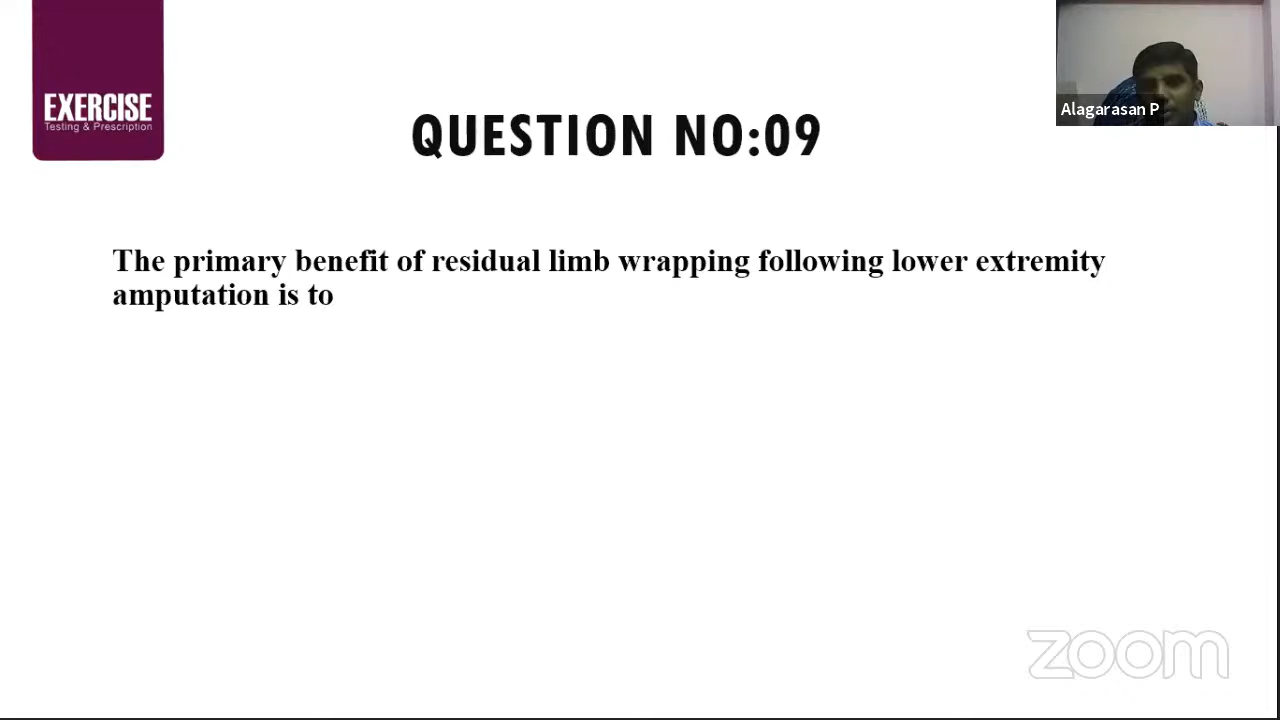 EXERCISE
Testing & Prescription
Alagarasan P
QUESTION NO:09
The primary benefit of residual limb wrapping following lower extremity
amputation is to
zoom